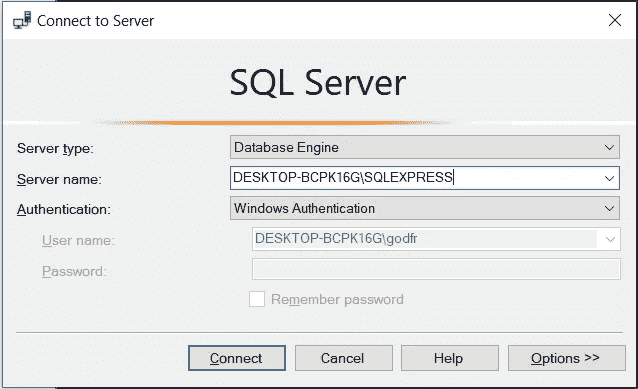 Connect to Server
SQL Server
Server type: Database Engine
Server name: DESKTOP-BCPK16G\SQLEXPRESS
Authentication: Windows Authentication
User name: DESKTOP-BCPK16G\godfr
Password:
Remember password
Connect Cancel Help Options >>